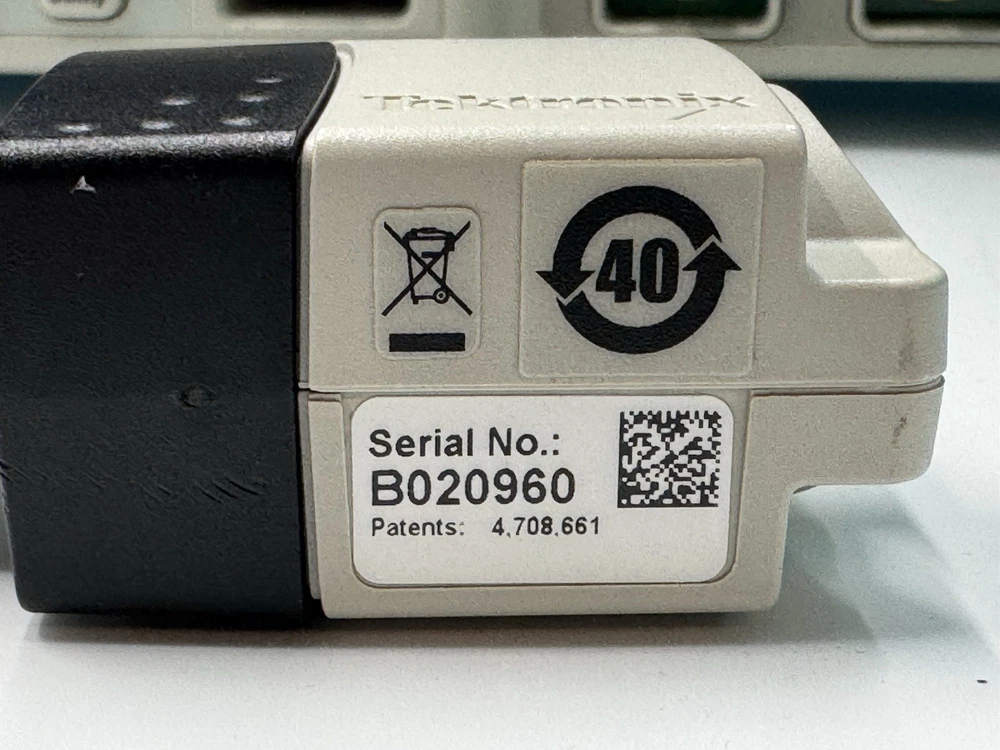 Tektronix
40
Serial No.:
B020960
Patents: 4,708,661